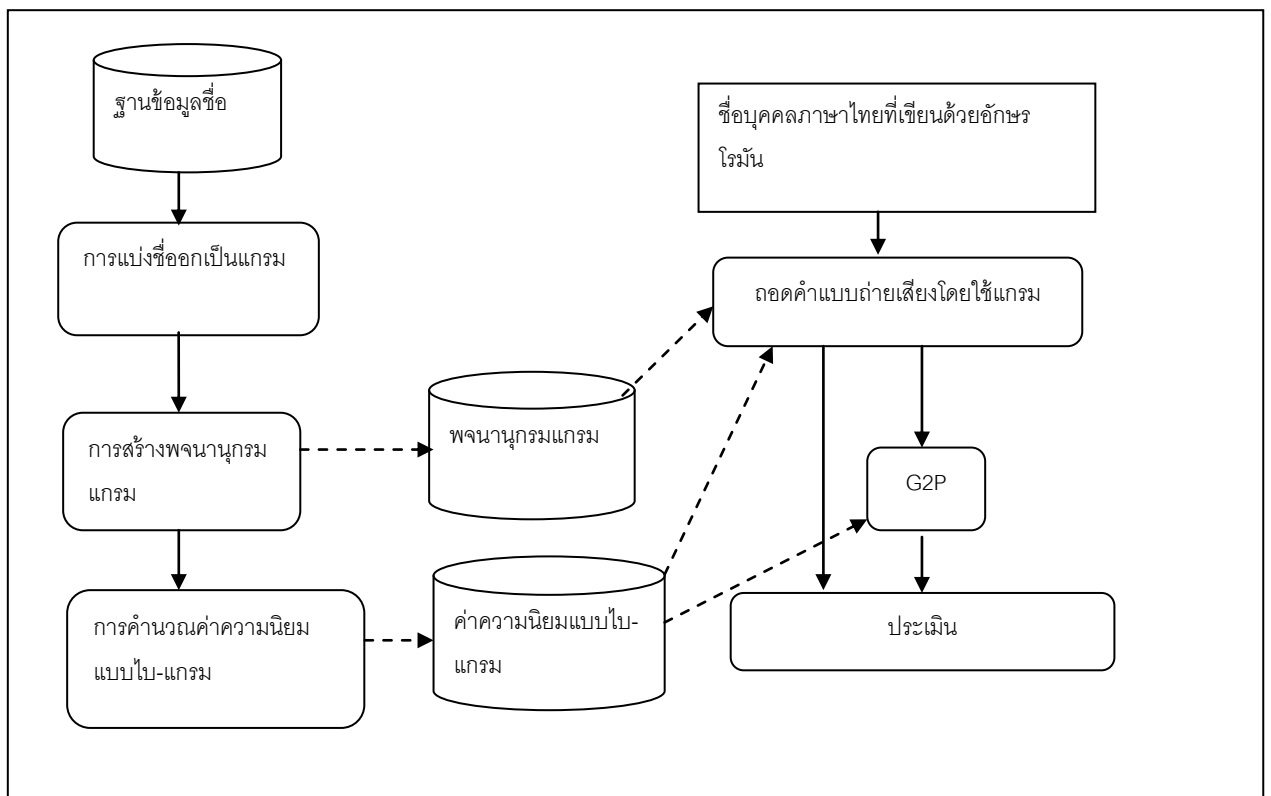 ฐานข้อมูลชื่อ
การแบ่งชื่ออกเป็นแกรม
การสร้างพจนานุกรม
แกรม
การคำนวณค่าความนิยม
แบบไบ-แกรม
พจนานุกรมแกรม
ค่าความนิยมแบบไบ-
แกรม
ชื่อบุคคลภาษาไทยที่เขียนด้วยอักษร
โรมัน
ถอดคำแบบถ่ายเสียงโดยใช้แกรม
G2P
ประเมิน